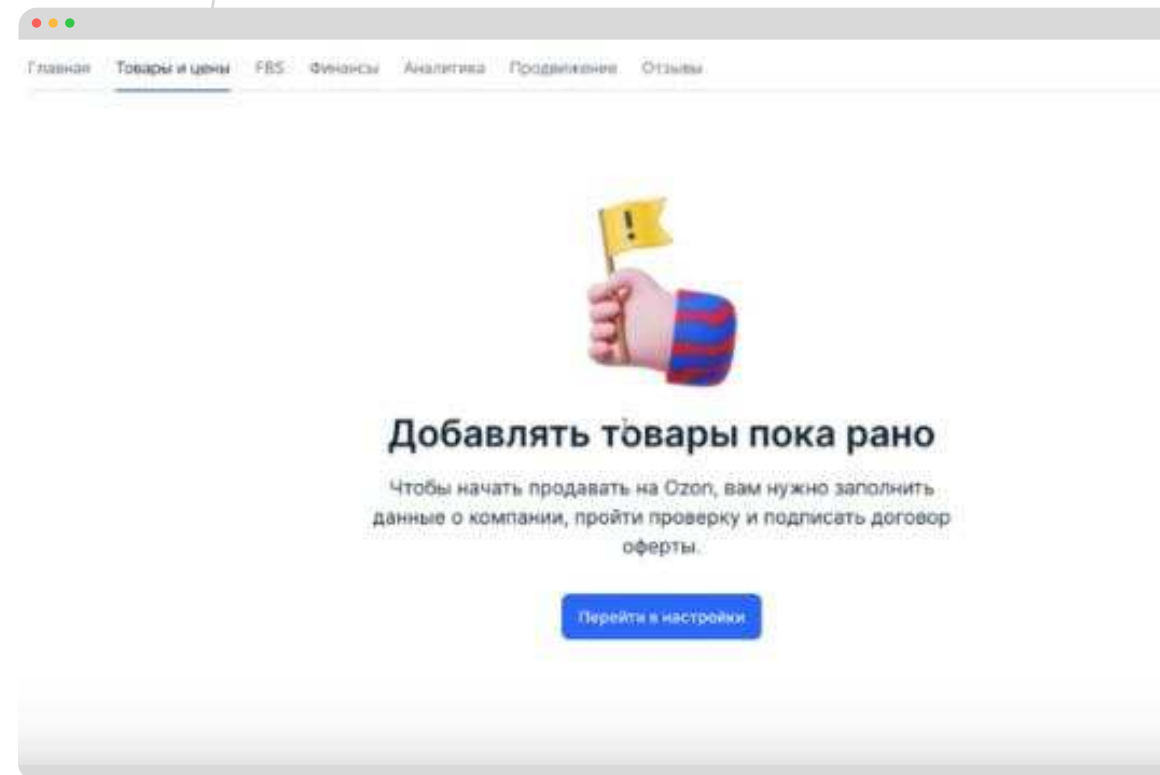 Главная Товары и цены FBS Финансы Аналитика Продвижение Отзывы
!
Добавлять товары пока рано
Чтобы начать продавать на Ozon, вам нужно заполнить
данные о компании, пройти проверку и подписать договор
оферты.
Перейти в настройки